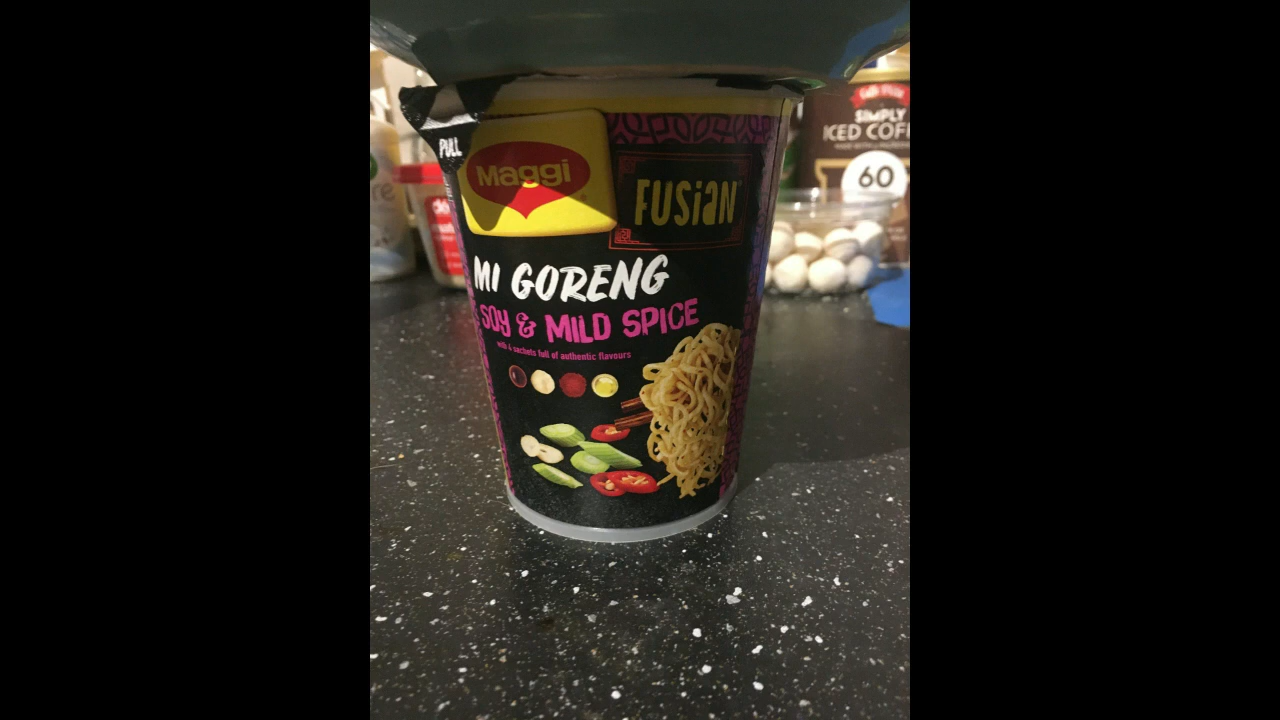 PULL
Maggi
FUSiaN
MI GORENG
SOY & MILD SPICE
with 4 sachets full of authentic flavours
SIMPLY
ICED COF
60